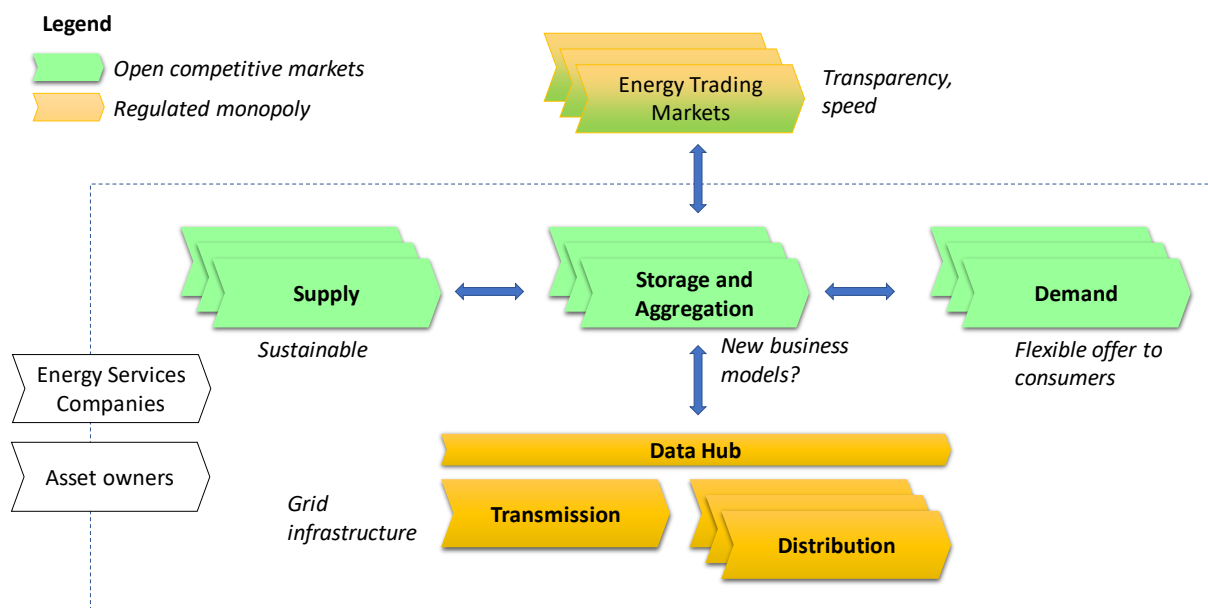 Legend
Open competitive markets
Regulated monopoly
Energy Trading
Markets
Transparency,
speed
Supply
Storage and
Aggregation
Demand
Sustainable
New business
models?
Flexible offer to
consumers
Energy Services
Companies
Asset owners
Data Hub
Grid
infrastructure
Transmission
Distribution